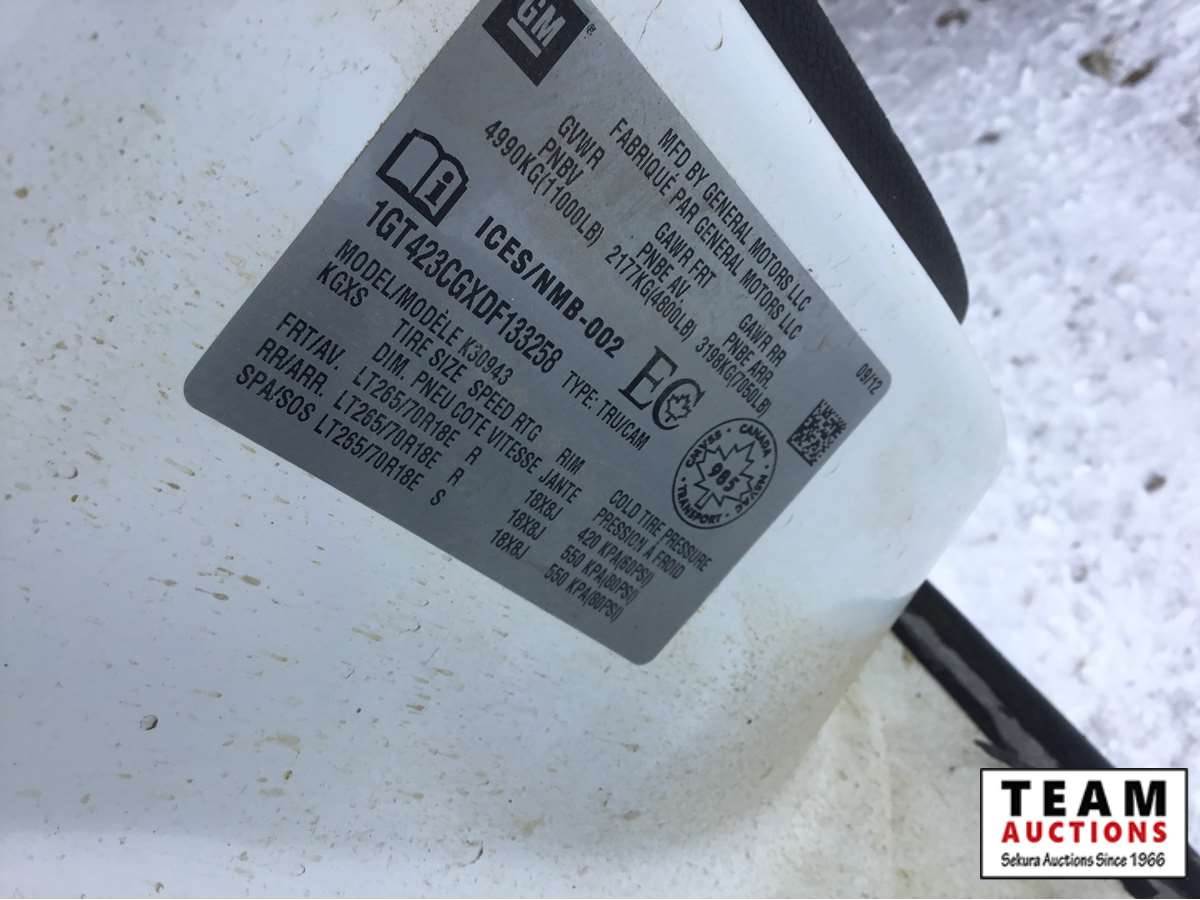 GM
®
MFD BY GENERAL MOTORS LLC 09/12
FABRIQUÉ PAR GENERAL MOTORS LLC
GVWR GAWR FRT GAWR RR
PNBV PNBE AV. PNBE ARR.
4990KG(11000LB) 2177KG(4800LB) 3198KG(7050LB)
i ICES/NMB-002 EC
CANADA · TRANSPORT · TRANS
985
1GT423CGXDF133258 TYPE: TRU/CAM
MODEL/MODÈLE K30943
KGXS TIRE SIZE SPEED RTG RIM COLD TIRE PRESSURE
DIM. PNEU COTE VITESSE JANTE PRESSION À FROID
FRT/AV. LT265/70R18E R 18X8J 420 KPA(60PSI)
RR/ARR. LT265/70R18E R 18X8J 550 KPA(80PSI)
SPA/SOS LT265/70R18E S 18X8J 550 KPA(80PSI)
TEAM
AUCTIONS
Sekura Auctions Since 1966